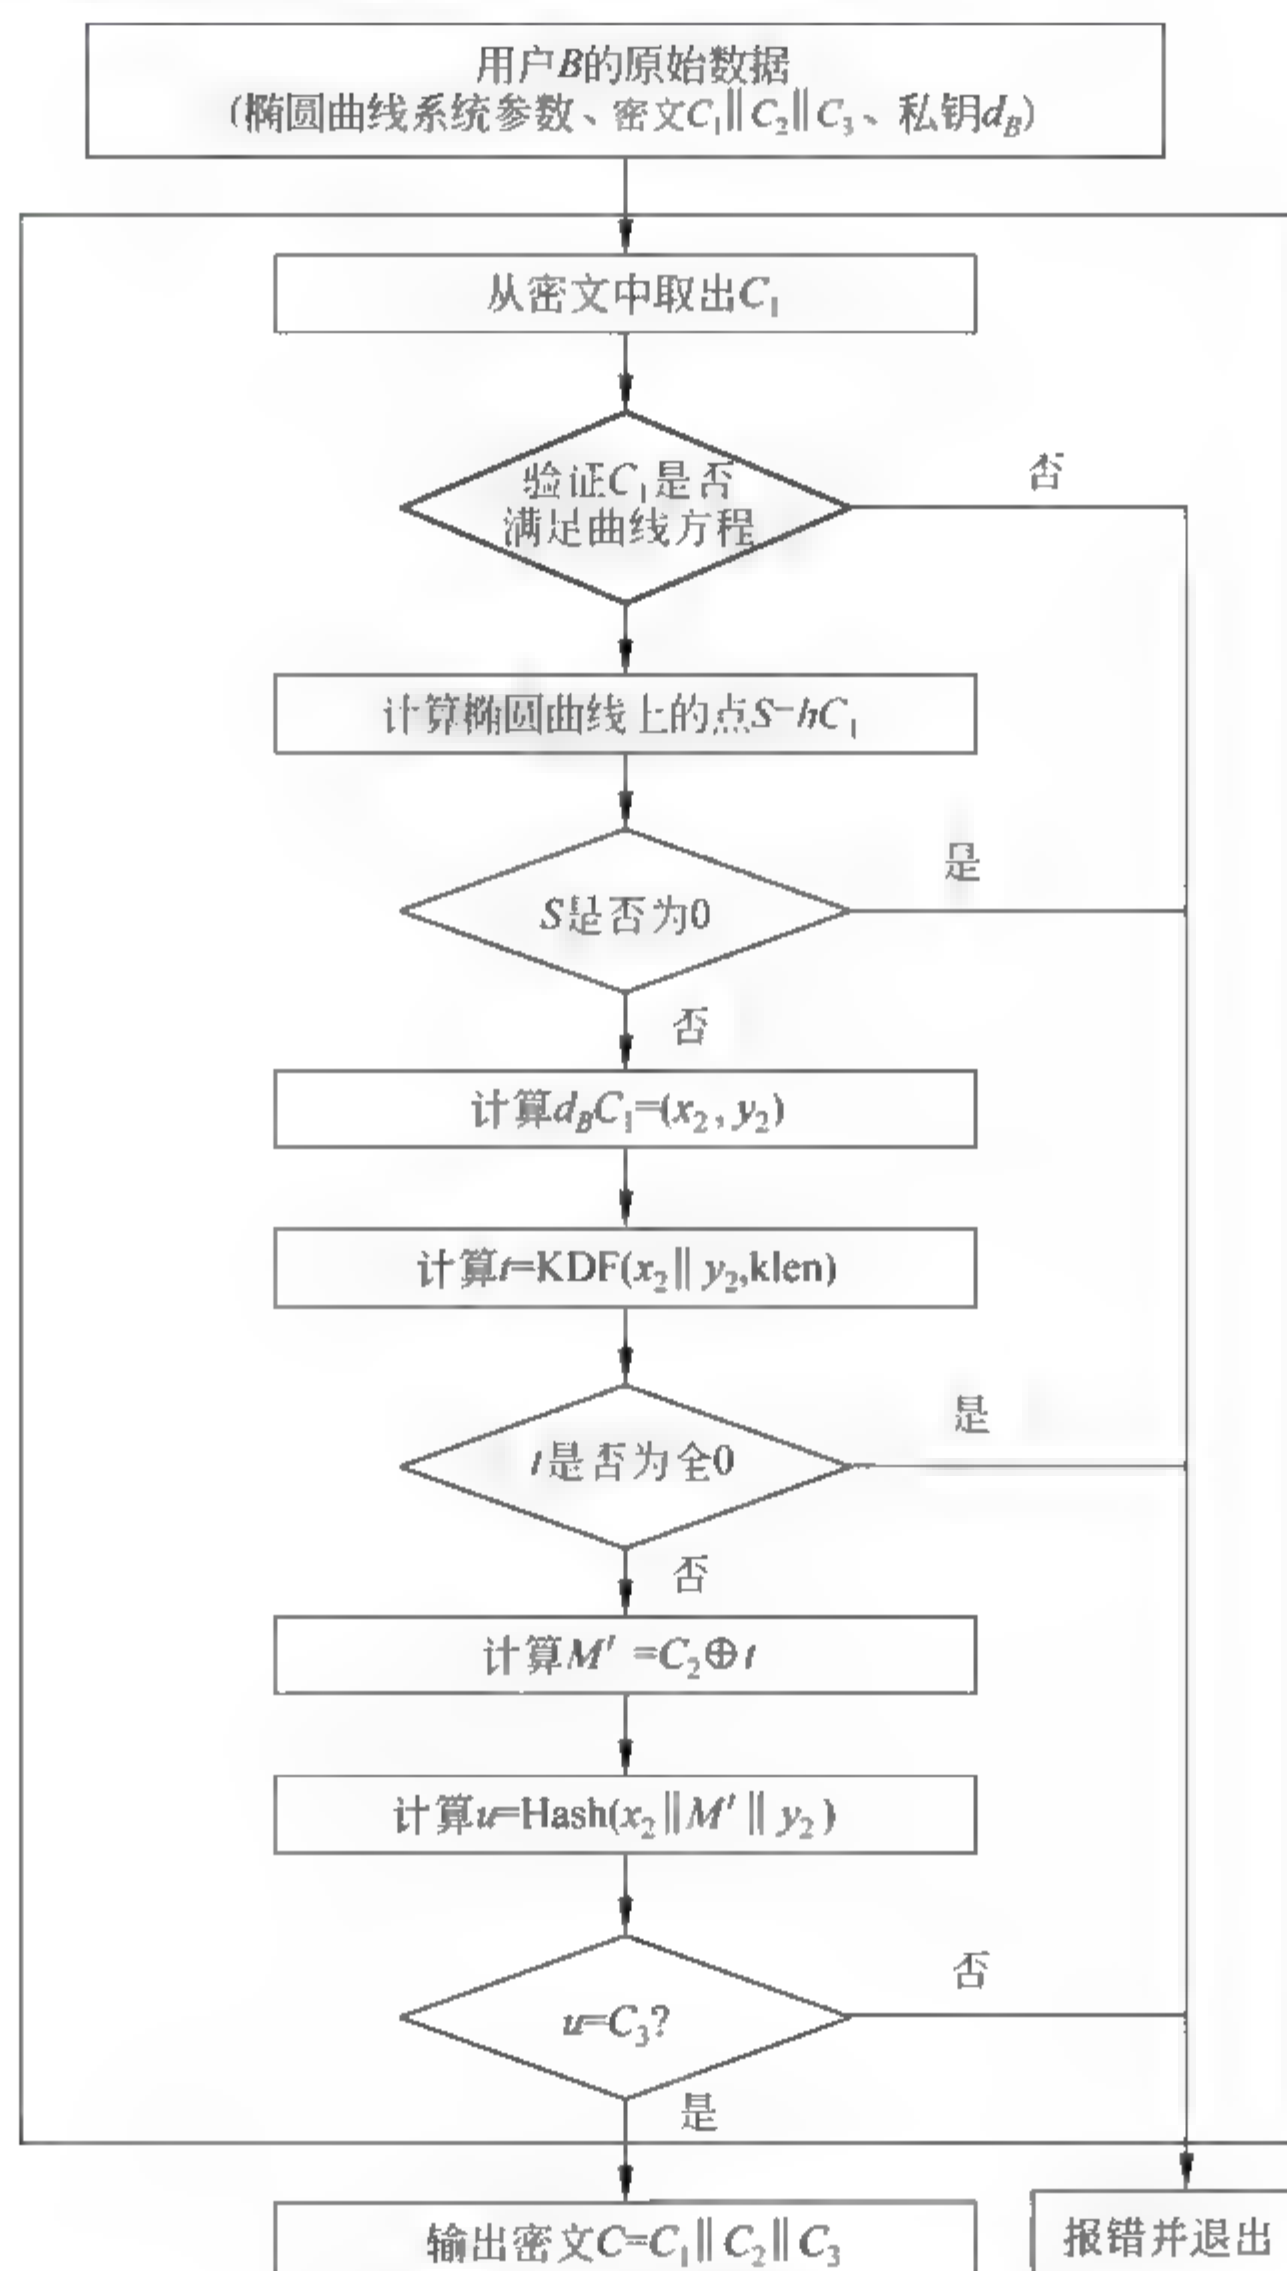 用户B的原始数据
(椭圆曲线系统参数、密文C₁‖C₂‖C₃、私钥d_B)
从密文中取出C₁
验证C₁是否
满足曲线方程
否
计算椭圆曲线上的点S=hC₁
是
S是否为0
否
计算d_BC₁=(x₂, y₂)
计算t=KDF(x₂‖y₂,klen)
是
t是否为全0
否
计算M′=C₂⊕t
计算u=Hash(x₂‖M′‖y₂)
否
u=C₃?
是
输出密文C=C₁‖C₂‖C₃
报错并退出